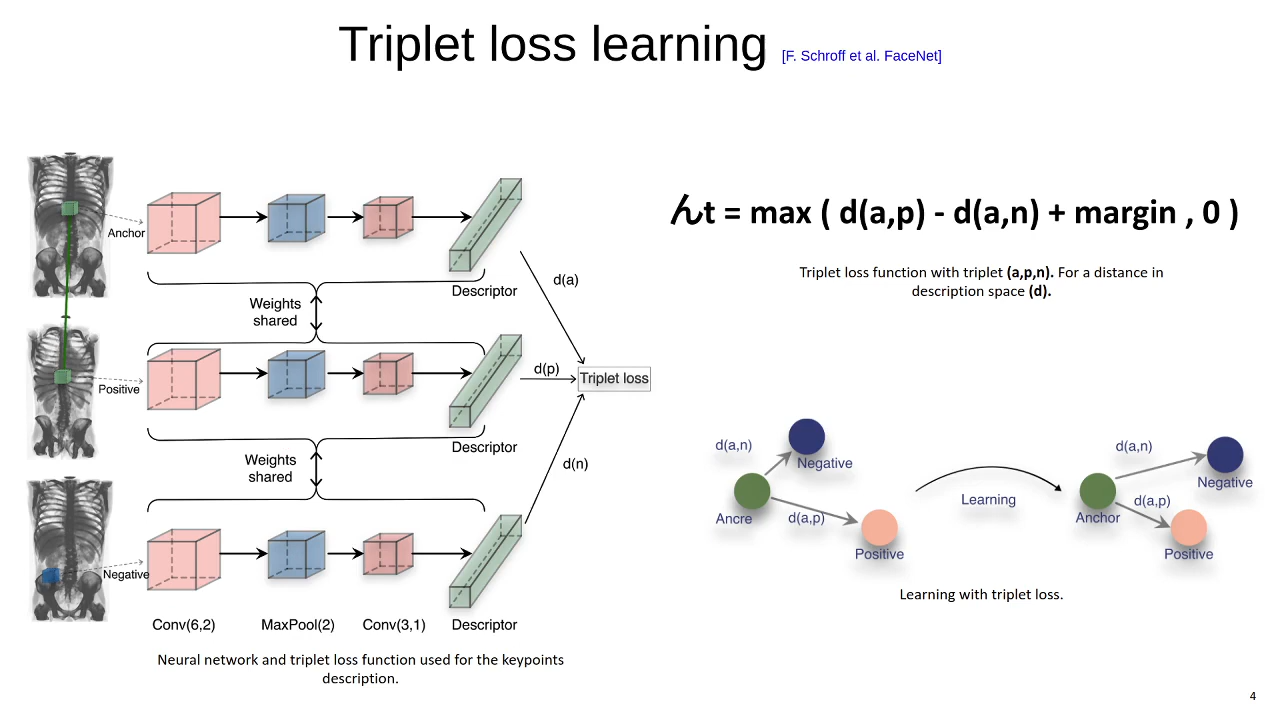 Triplet loss learning [F. Schroff et al. FaceNet]
Anchor
Descriptor
d(a)
Weights
shared
Positive
d(p)
Triplet loss
Descriptor
Weights
shared
d(n)
Negative
Conv(6,2) MaxPool(2) Conv(3,1) Descriptor
Neural network and triplet loss function used for the keypoints
description.
んt = max ( d(a,p) - d(a,n) + margin , 0 )
Triplet loss function with triplet (a,p,n). For a distance in
description space (d).
d(a,n)
Negative
Ancre
d(a,p)
Positive
Learning
d(a,n)
Negative
Anchor
d(a,p)
Positive
Learning with triplet loss.
4